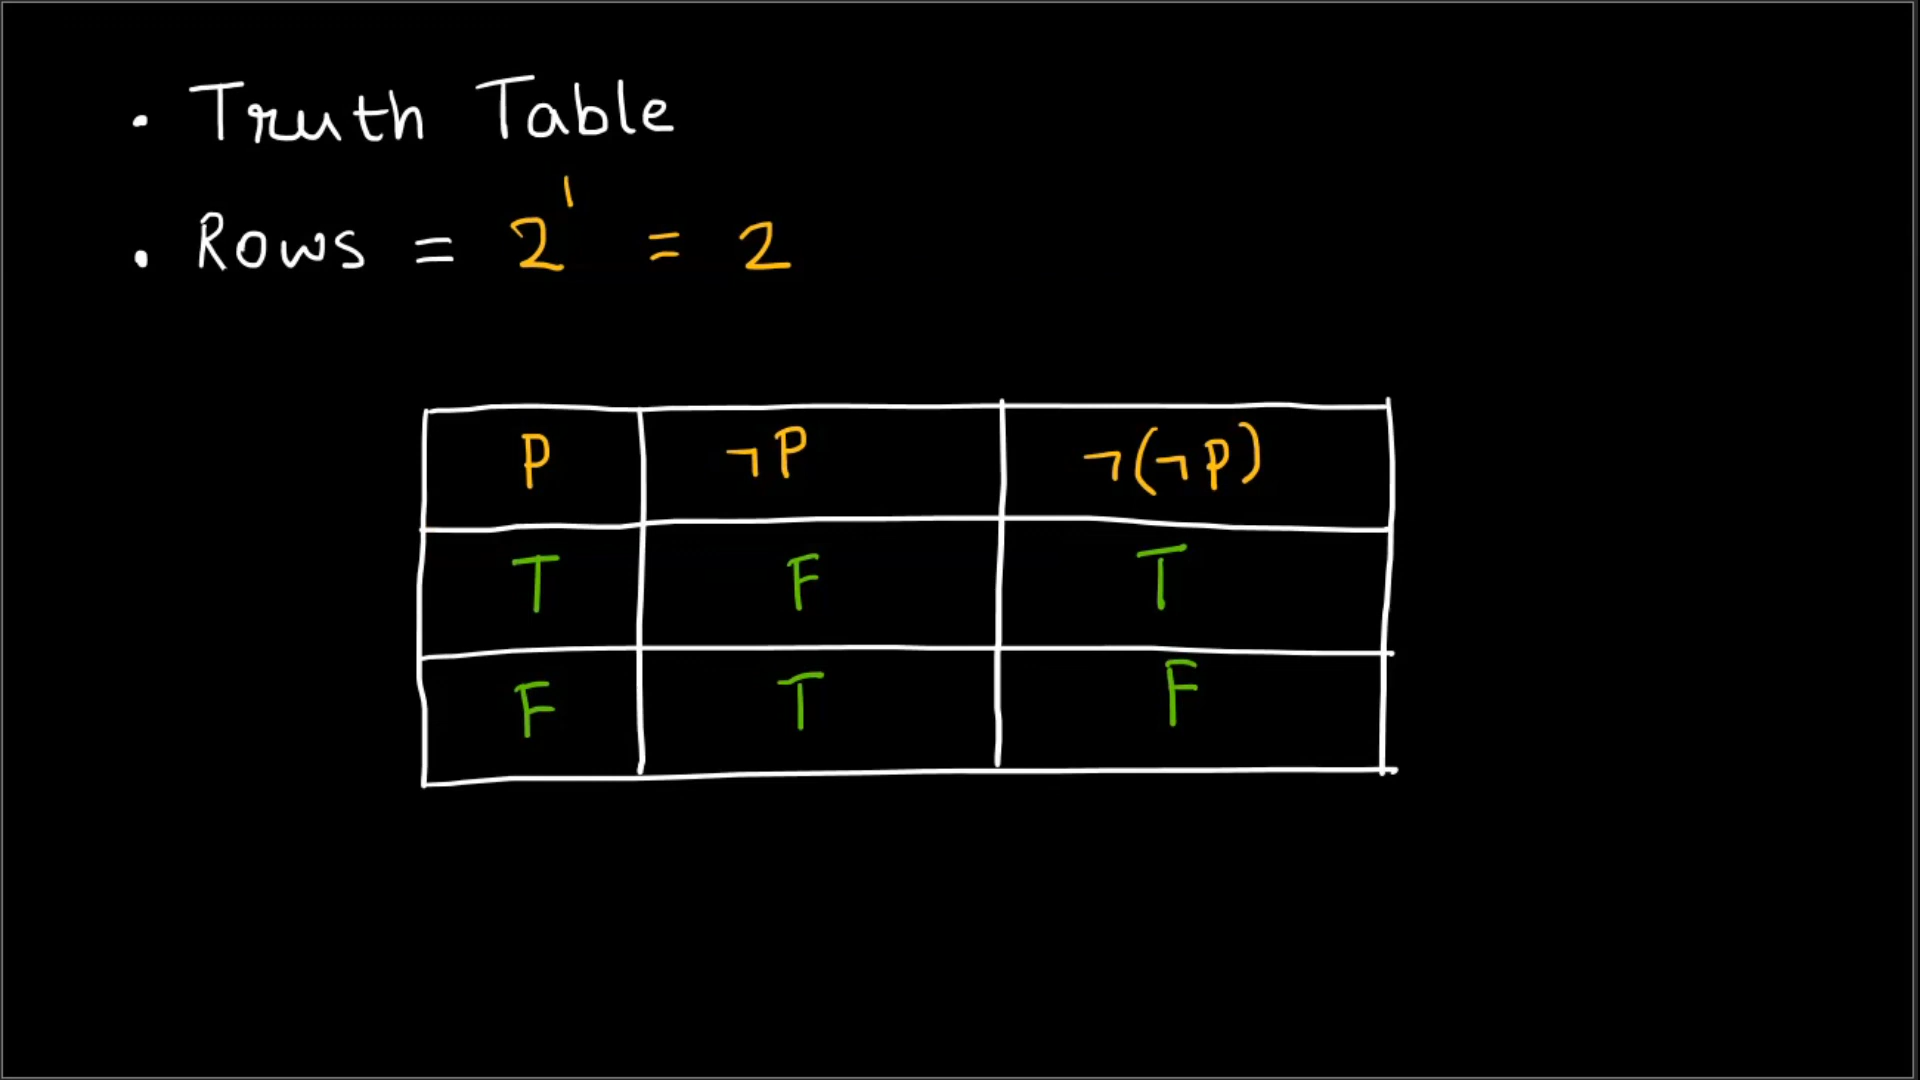 • Truth Table
• Rows = 2¹ = 2
P ¬P ¬(¬P)
T F T
F T F